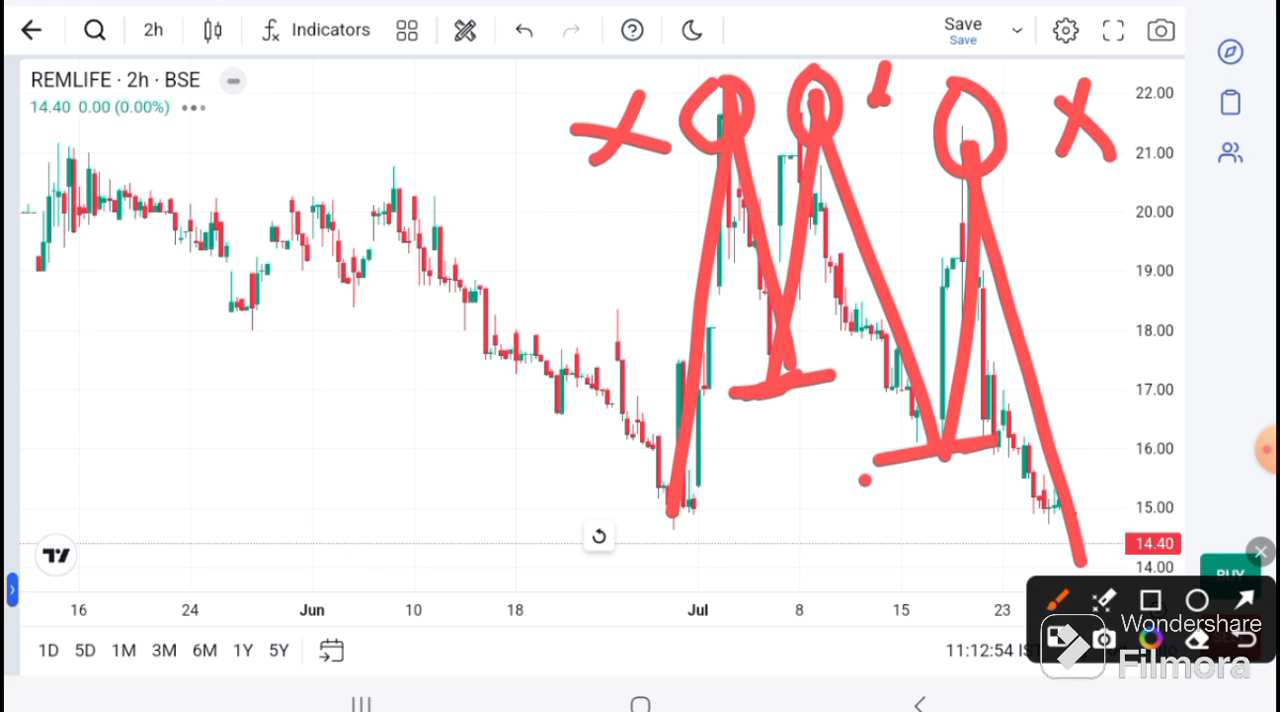 2h
Indicators
Save
Save
REMLIFE · 2h · BSE
14.40 0.00 (0.00%)
22.00
21.00
20.00
19.00
18.00
17.00
16.00
15.00
14.40
14.00
BUY
16 24 Jun 10 18 Jul 8 15 23
1D 5D 1M 3M 6M 1Y 5Y
11:12:54 IS
Wondershare
Filmora